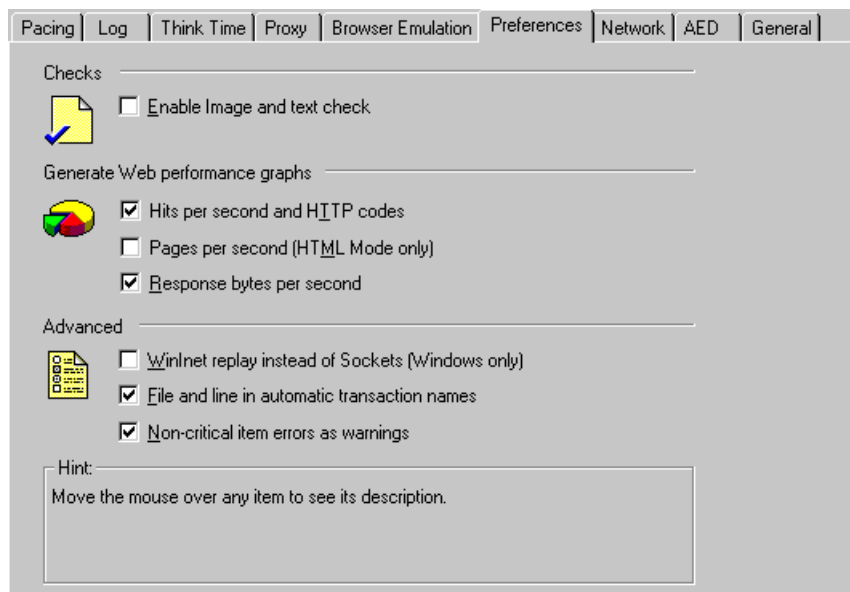 Pacing Log Think Time Proxy Browser Emulation Preferences Network AED General
Checks
Enable Image and text check
Generate Web performance graphs
Hits per second and HTTP codes
Pages per second (HTML Mode only)
Response bytes per second
Advanced
WinInet replay instead of Sockets (Windows only)
File and line in automatic transaction names
Non-critical item errors as warnings
Hint:
Move the mouse over any item to see its description.